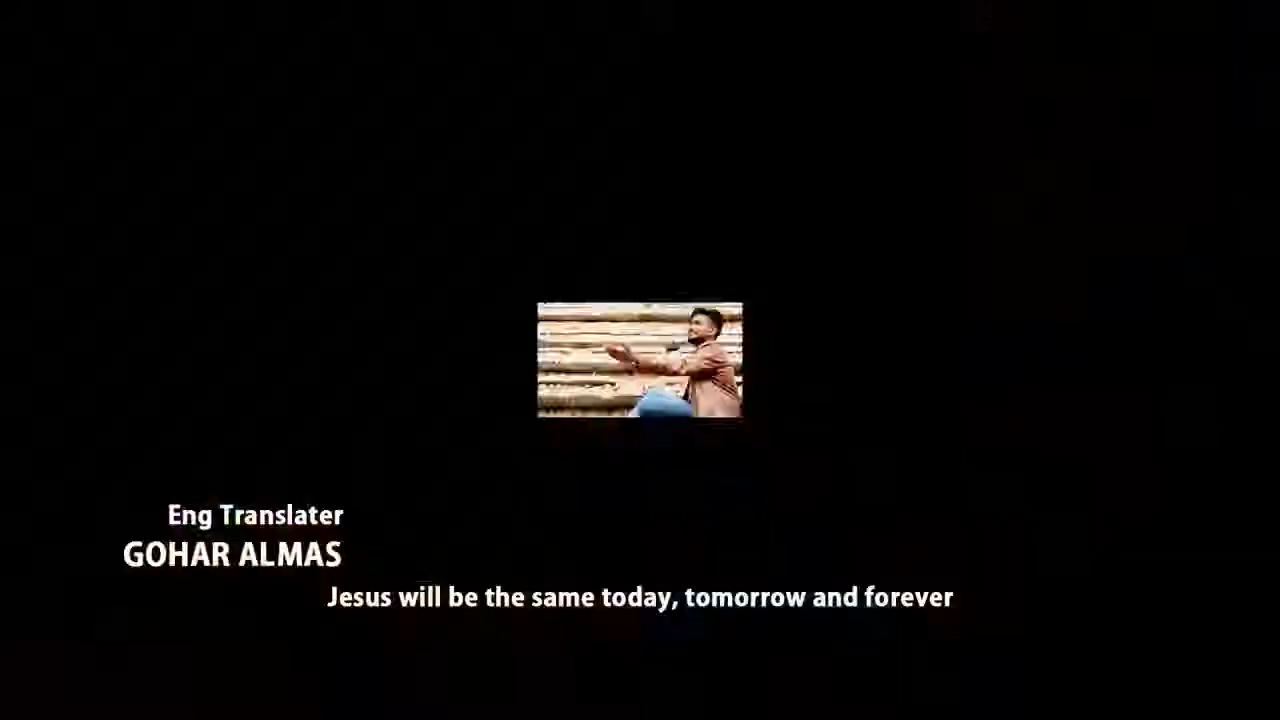 Eng Translater
GOHAR ALMAS
Jesus will be the same today, tomorrow and forever